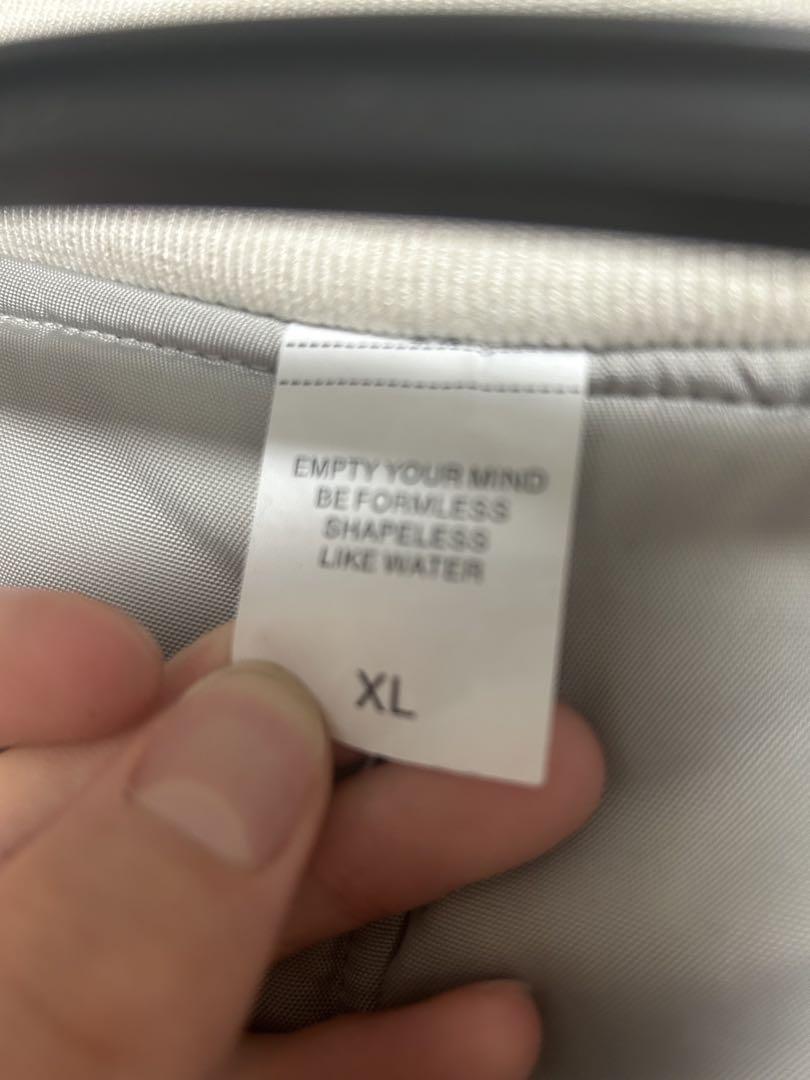 EMPTY YOUR MIND
BE FORMLESS
SHAPELESS
LIKE WATER
XL